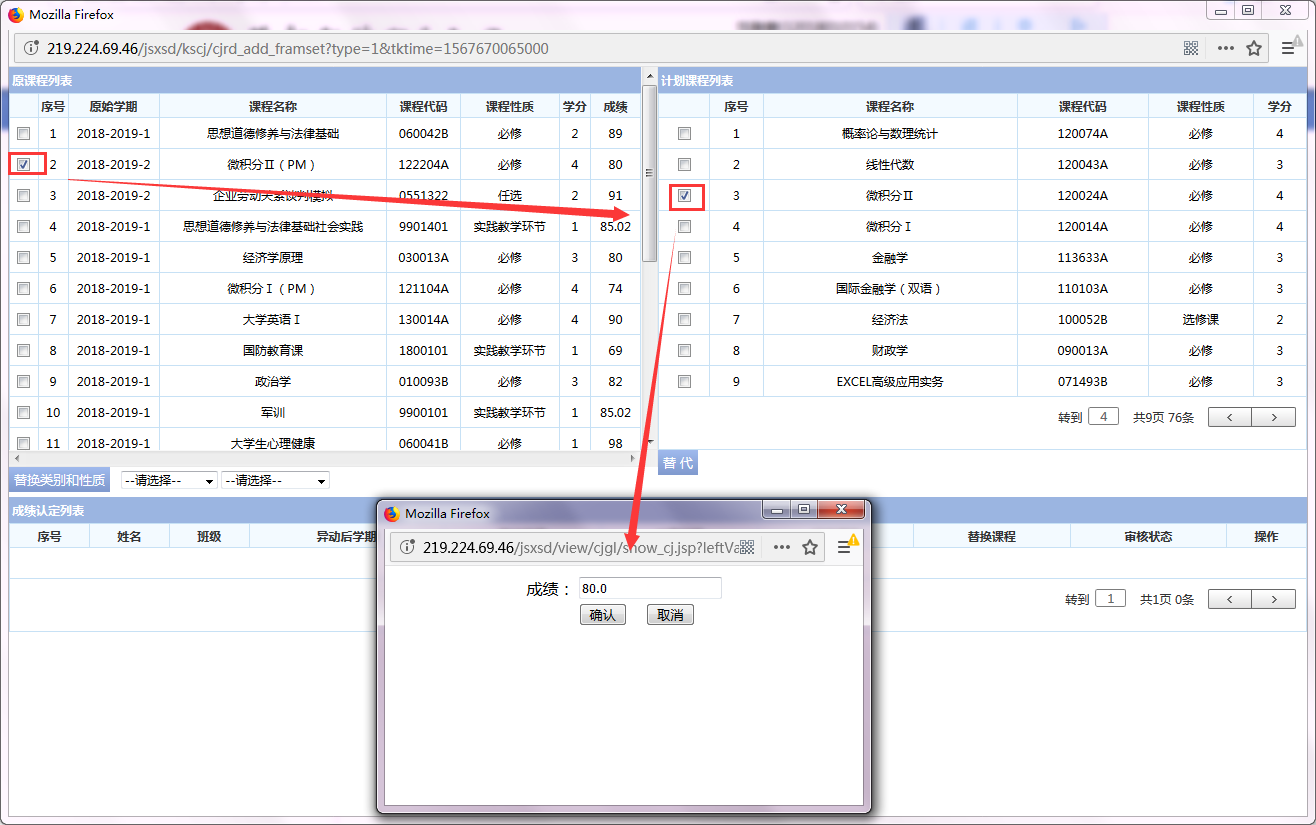 Mozilla Firefox
219.224.69.46/jsxsd/kscj/cjrd_add_framset?type=1&tktime=1567670065000
原课程列表
序号 原始学期 课程名称 课程代码 课程性质 学分 成绩
1 2018-2019-1 思想道德修养与法律基础 060042B 必修 2 89
2 2018-2019-2 微积分Ⅱ（PM） 122204A 必修 4 80
3 2018-2019-2 企业劳动关系谈判模拟 0551322 任选 2 91
4 2018-2019-1 思想道德修养与法律基础社会实践 9901401 实践教学环节 1 85.02
5 2018-2019-1 经济学原理 030013A 必修 3 80
6 2018-2019-1 微积分Ⅰ（PM） 121104A 必修 4 74
7 2018-2019-1 大学英语Ⅰ 130014A 必修 4 90
8 2018-2019-1 国防教育课 1800101 实践教学环节 1 69
9 2018-2019-1 政治学 010093B 必修 3 82
10 2018-2019-1 军训 9900101 实践教学环节 1 85.02
11 2018-2019-1 大学生心理健康 060041B 必修 1 98
计划课程列表
序号 课程名称 课程代码 课程性质 学分
1 概率论与数理统计 120074A 必修 4
2 线性代数 120043A 必修 3
3 微积分Ⅱ 120024A 必修 4
4 微积分Ⅰ 120014A 必修 4
5 金融学 113633A 必修 3
6 国际金融学（双语） 110103A 必修 3
7 经济法 100052B 选修课 2
8 财政学 090013A 必修 3
9 EXCEL高级应用实务 071493B 必修 3
转到 4 共9页 76条 < >
替 代
替换类别和性质 --请选择-- --请选择--
成绩认定列表
序号 姓名 班级 异动后学期 替换课程 审核状态 操作
转到 1 共1页 0条 < >
Mozilla Firefox
219.224.69.46/jsxsd/view/cjgl/show_cj.jsp?leftVa
成绩： 80.0
确认 取消